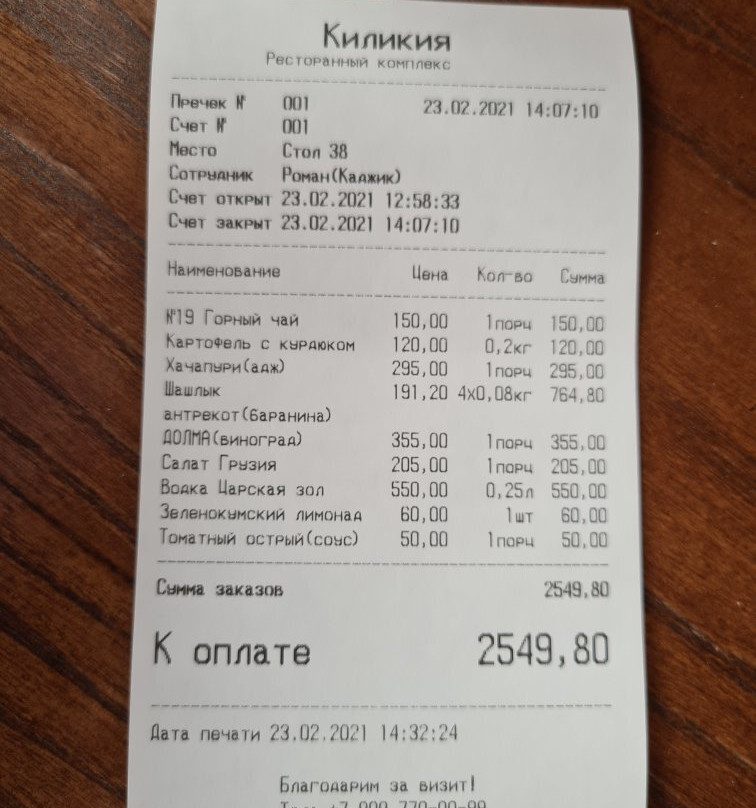 Киликия
Ресторанный комплекс
Пречек № 001 23.02.2021 14:07:10
Счет № 001
Место Стол 38
Сотрудник Роман(Каджик)
Счет открыт 23.02.2021 12:58:33
Счет закрыт 23.02.2021 14:07:10
Наименование Цена Кол-во Сумма
№19 Горный чай 150,00 1порц 150,00
Картофель с курдюком 120,00 0,2кг 120,00
Хачапури(адж) 295,00 1порц 295,00
Шашлык 191,20 4x0,08кг 764,80
антрекот(баранина)
ДОЛМА(виноград) 355,00 1порц 355,00
Салат Грузия 205,00 1порц 205,00
Водка Царская зол 550,00 0,25л 550,00
Зеленокумский лимонад 60,00 1шт 60,00
Томатный острый(соус) 50,00 1порц 50,00
Сумма заказов 2549,80
К оплате 2549,80
Дата печати 23.02.2021 14:32:24
Благодарим за визит!